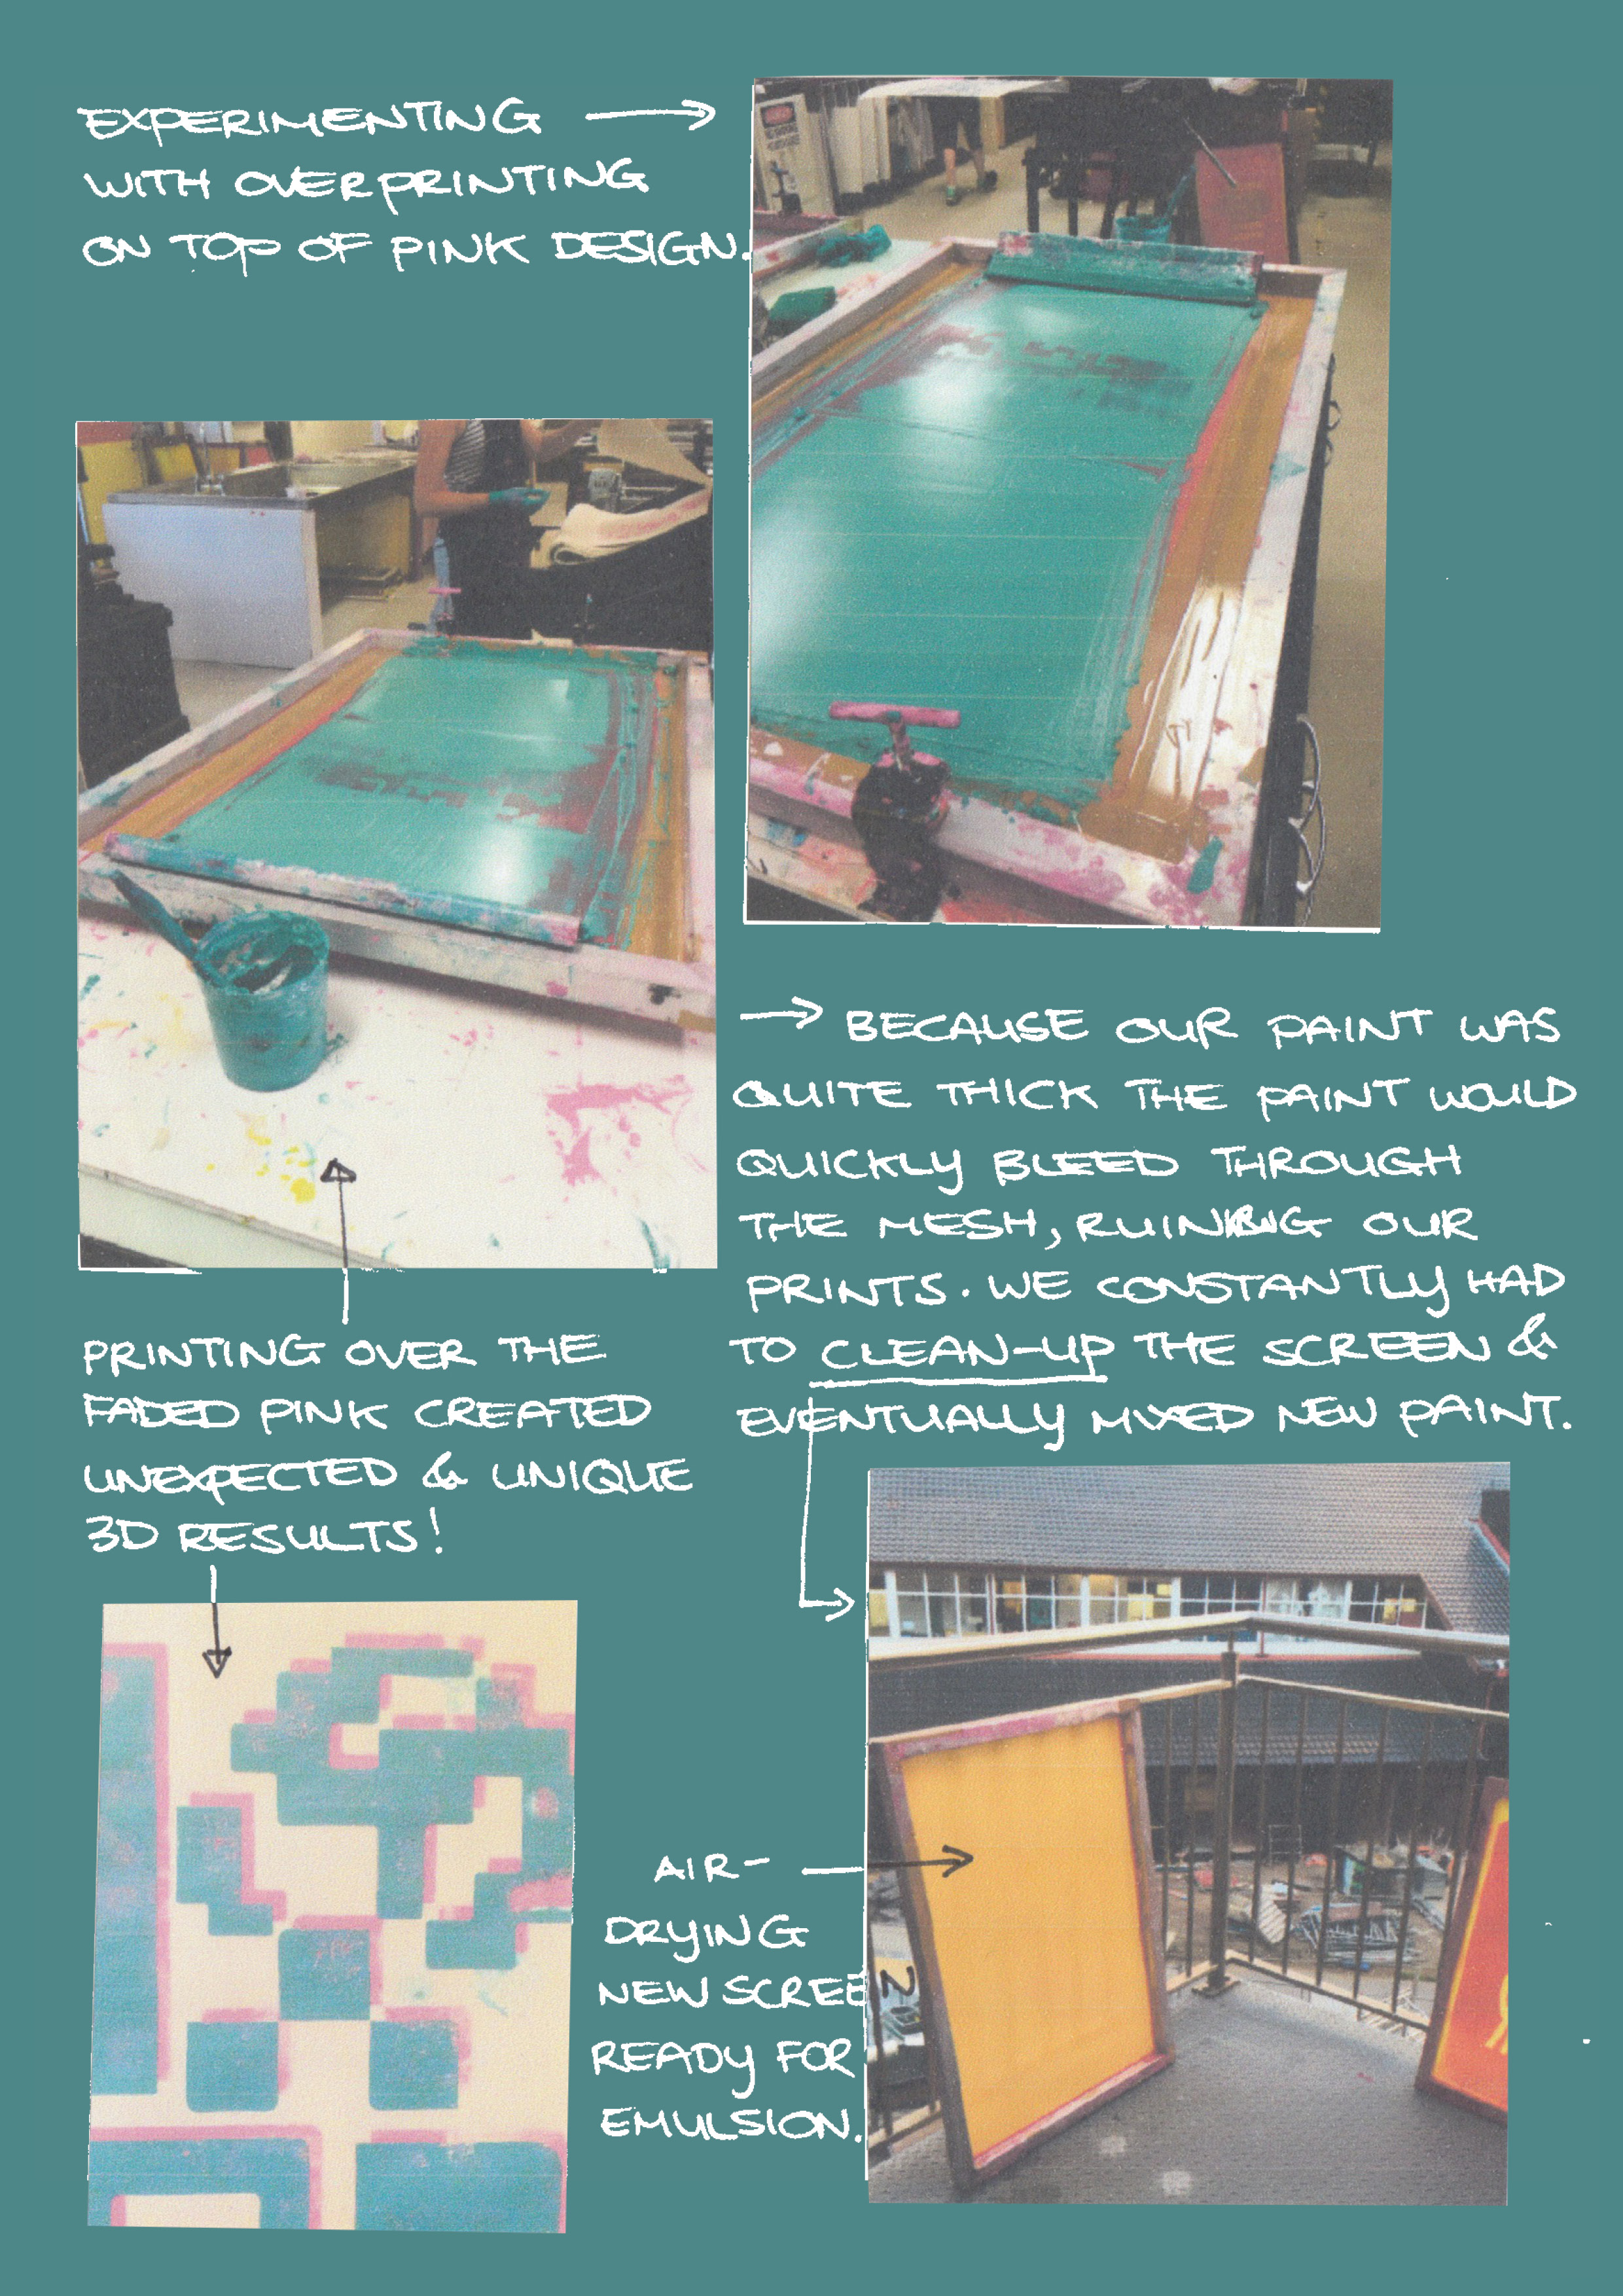 EXPERIMENTING
WITH OVERPRINTING
ON TOP OF PINK DESIGN.
→ BECAUSE OUR PAINT WAS
QUITE THICK THE PAINT WOULD
QUICKLY BLEED THROUGH
THE MESH, RUINING OUR
PRINTS. WE CONSTANTLY HAD
TO CLEAN-UP THE SCREEN &
EVENTUALLY MIXED NEW PAINT.
PRINTING OVER THE
FADED PINK CREATED
UNEXPECTED & UNIQUE
3D RESULTS!
AIR-
DRYING
NEW SCREEN
READY FOR
EMULSION.